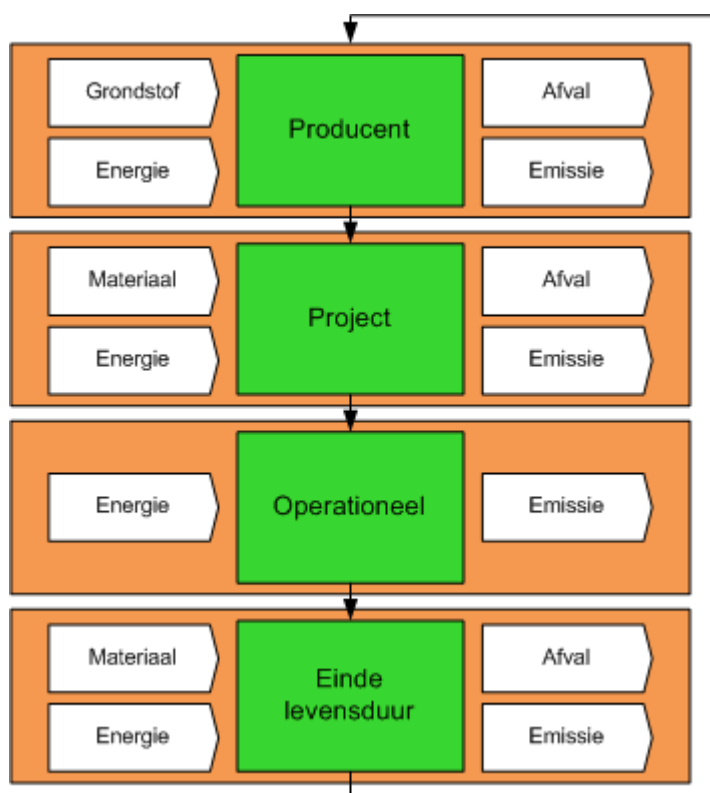 Grondstof
Producent
Afval
Energie
Emissie
Materiaal
Project
Afval
Energie
Emissie
Energie
Operationeel
Emissie
Materiaal
Einde
levensduur
Afval
Energie
Emissie